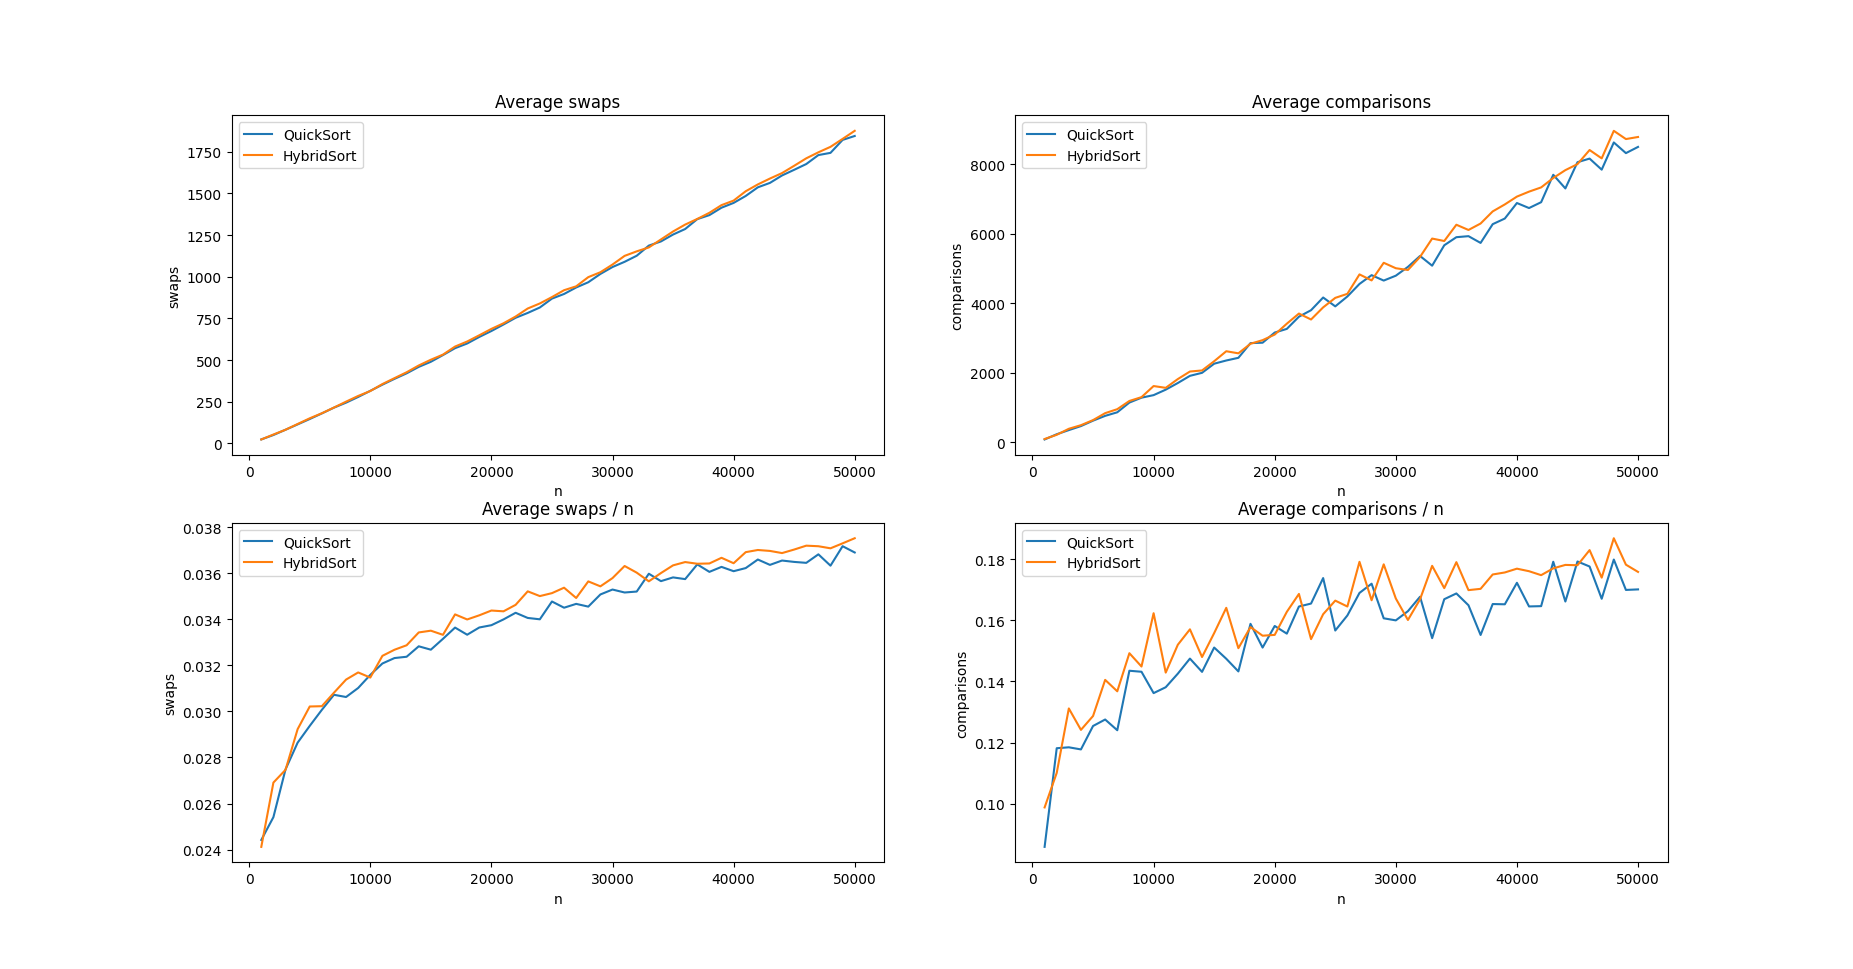 Average swaps
QuickSort
HybridSort
1750
1500
1250
1000
750
500
250
0
swaps
0 10000 20000 30000 40000 50000
n
Average comparisons
QuickSort
HybridSort
8000
6000
4000
2000
0
comparisons
0 10000 20000 30000 40000 50000
n
Average swaps / n
QuickSort
HybridSort
0.038
0.036
0.034
0.032
0.030
0.028
0.026
0.024
swaps
0 10000 20000 30000 40000 50000
n
Average comparisons / n
QuickSort
HybridSort
0.18
0.16
0.14
0.12
0.10
comparisons
0 10000 20000 30000 40000 50000
n